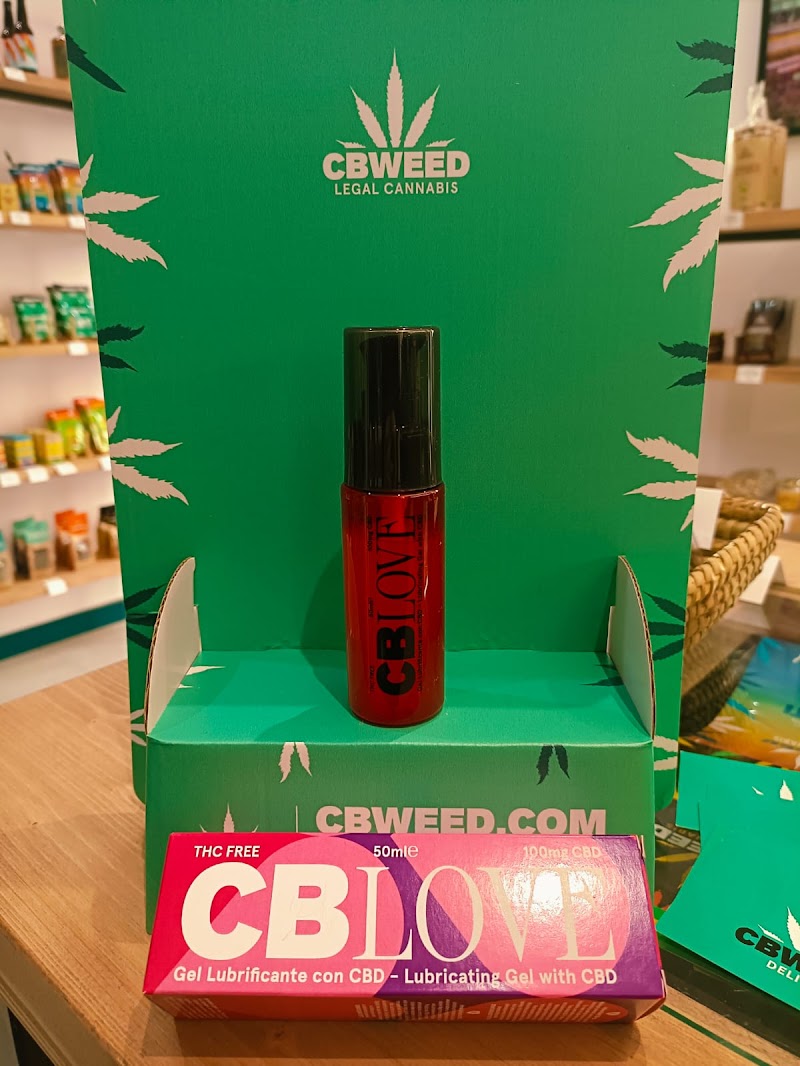 CBWEED
LEGAL CANNABIS
CBLOVE
CBWEED.COM
THC FREE
50ml℮
100mg CBD
CBLOVE
Gel Lubrificante con CBD - Lubricating Gel with CBD